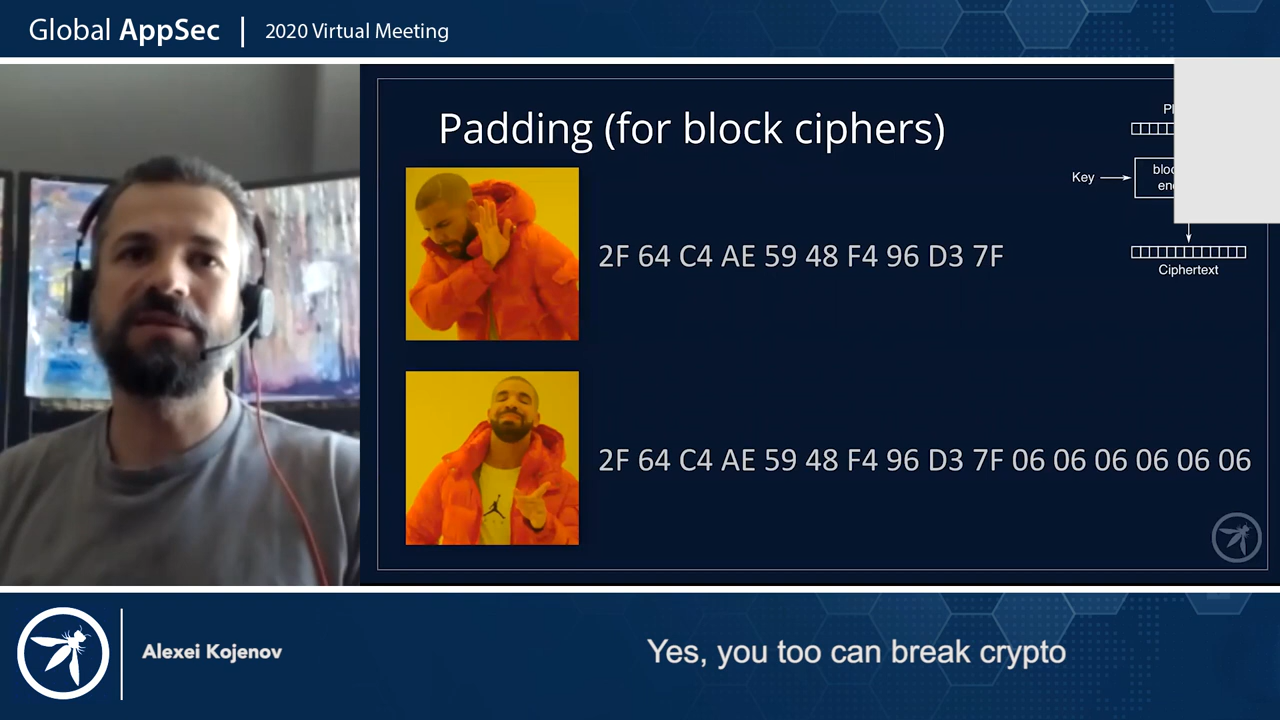 Global AppSec | 2020 Virtual Meeting
Padding (for block ciphers)
Key
2F 64 C4 AE 59 48 F4 96 D3 7F
Ciphertext
2F 64 C4 AE 59 48 F4 96 D3 7F 06 06 06 06 06 06
Alexei Kojenov
Yes, you too can break crypto